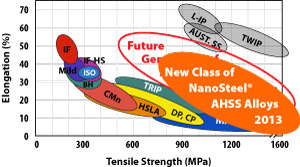 70
60
50
40
30
20
10
0
Elongation (%)
0
300
600
900
1200
1600
Tensile Strength (MPa)
L-IP
TWIP
AUST. SS
Future
IF
IF-HS
Mild
ISO
BH
CMn
HSLA
TRIP
DP, CP
New Class of
NanoSteel®
AHSS Alloys
2013